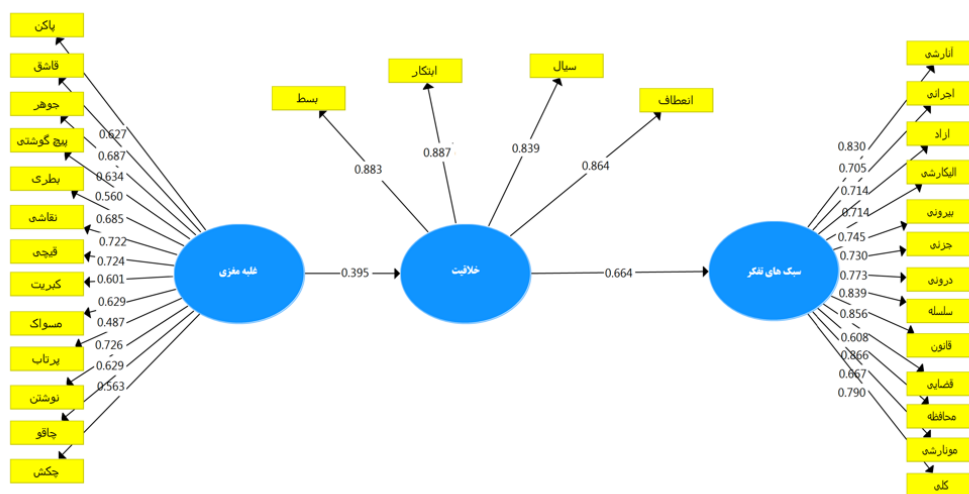 پاکن
قاشق
جوهر
پیچ گوشتی
بطری
نقاشی
قیچی
کبریت
مسواک
پرتاب
نوشتن
چاقو
چکش
0.627
0.687
0.634
0.560
0.685
0.722
0.724
0.601
0.629
0.487
0.726
0.629
0.563
غلبه مغزی
0.395
بسط
ابتکار
سیال
انعطاف
0.883
0.887
0.839
0.864
خلاقیت
0.664
سبک های تفکر
0.830
0.705
0.714
0.714
0.745
0.730
0.773
0.839
0.856
0.608
0.866
0.667
0.790
آنارشی
اجرائی
ازاد
الیکارشی
بیرونی
جزئی
درونی
سلسله
قانون
قضایی
محافظه
مونارشی
کلی